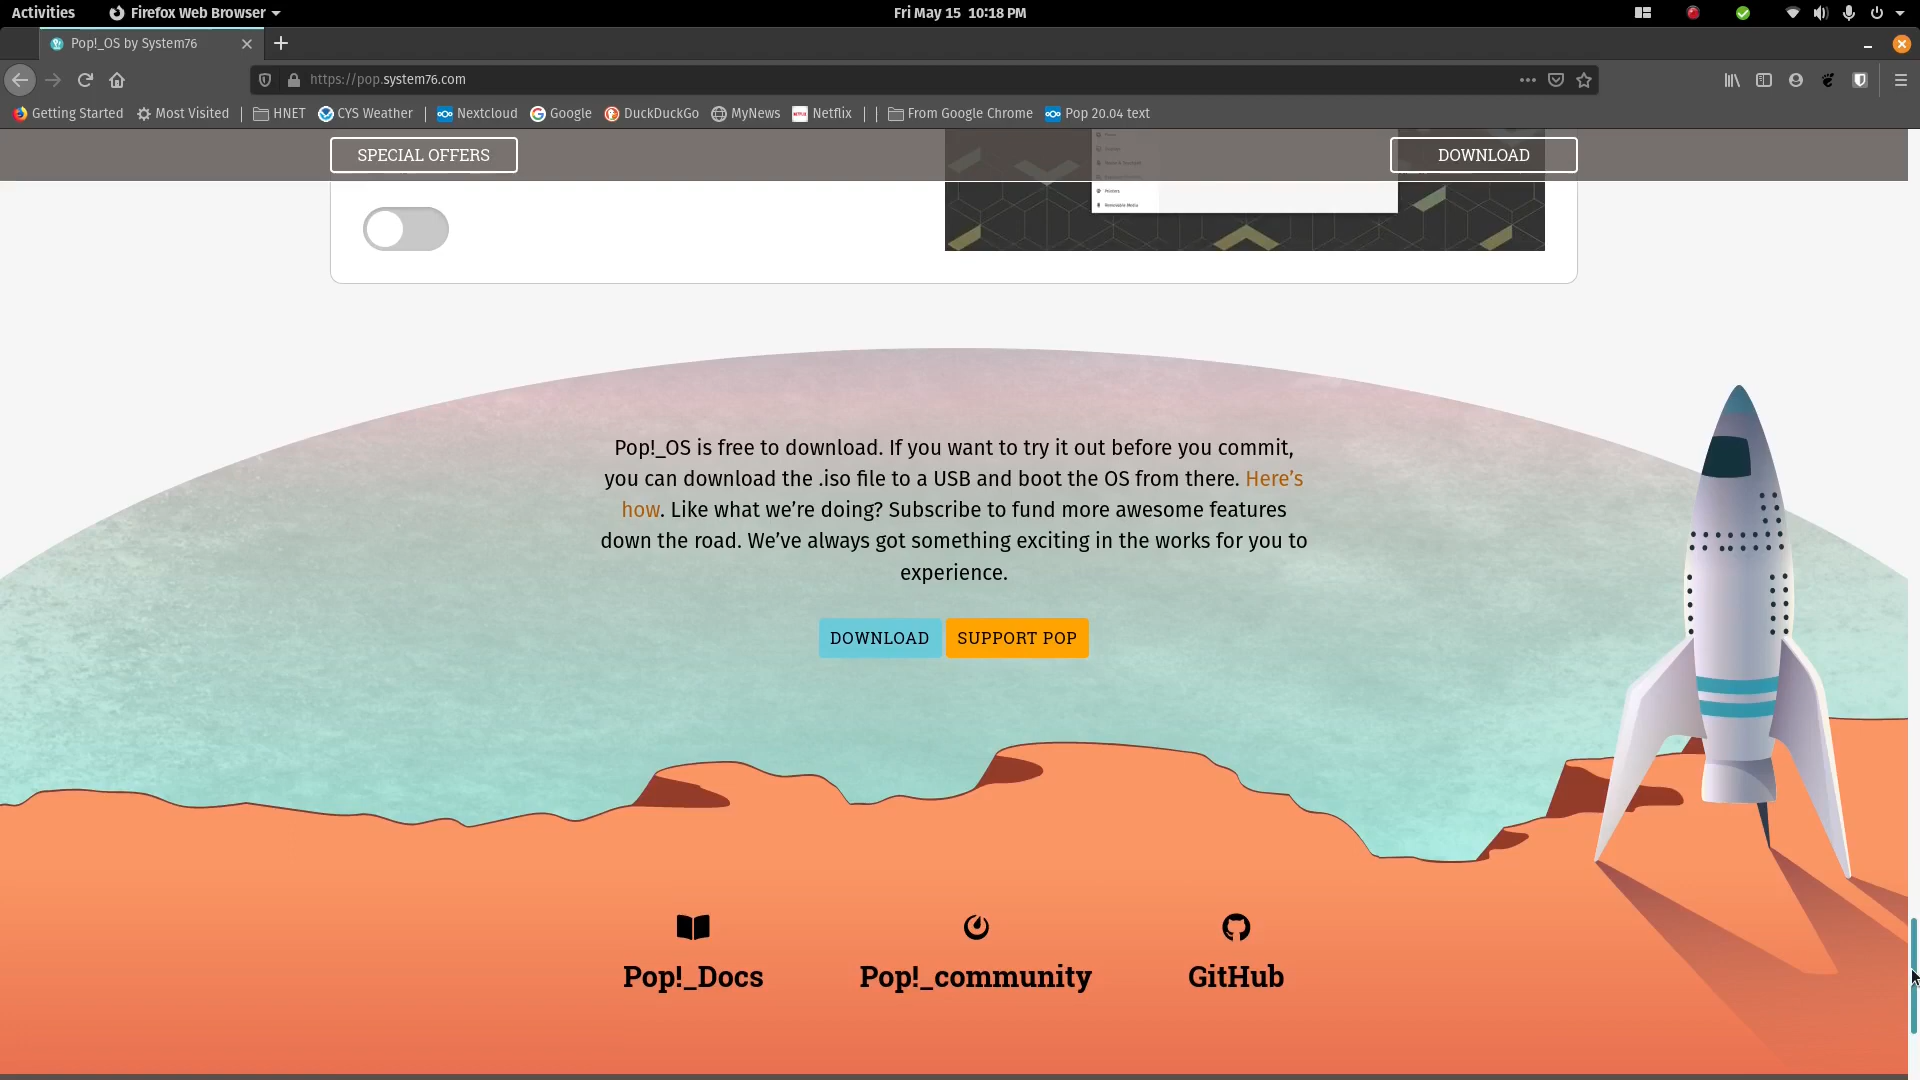 Activities Firefox Web Browser Fri May 15 10:18 PM
Pop!_OS by System76
https://pop.system76.com
Getting Started Most Visited | HNET CYS Weather | Nextcloud Google DuckDuckGo MyNews Netflix | | From Google Chrome Pop 20.04 text
SPECIAL OFFERS DOWNLOAD
Printers
Removable Media
Pop!_OS is free to download. If you want to try it out before you commit,
you can download the .iso file to a USB and boot the OS from there. Here's
how. Like what we're doing? Subscribe to fund more awesome features
down the road. We've always got something exciting in the works for you to
experience.
DOWNLOAD SUPPORT POP
Pop!_Docs Pop!_community GitHub